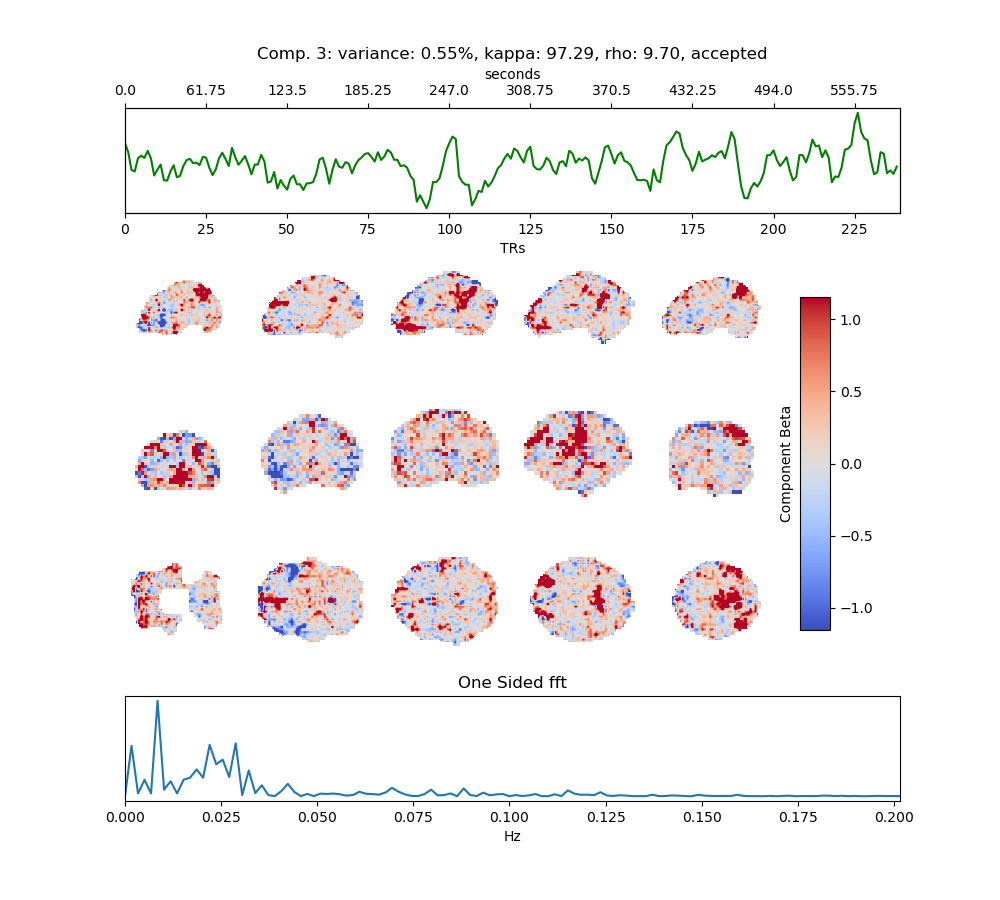 Comp. 3: variance: 0.55%, kappa: 97.29, rho: 9.70, accepted
seconds
0.0 61.75 123.5 185.25 247.0 308.75 370.5 432.25 494.0 555.75
0 25 50 75 100 125 150 175 200 225
TRs
1.0
0.5
0.0
−0.5
−1.0
Component Beta
One Sided fft
0.000 0.025 0.050 0.075 0.100 0.125 0.150 0.175 0.200
Hz